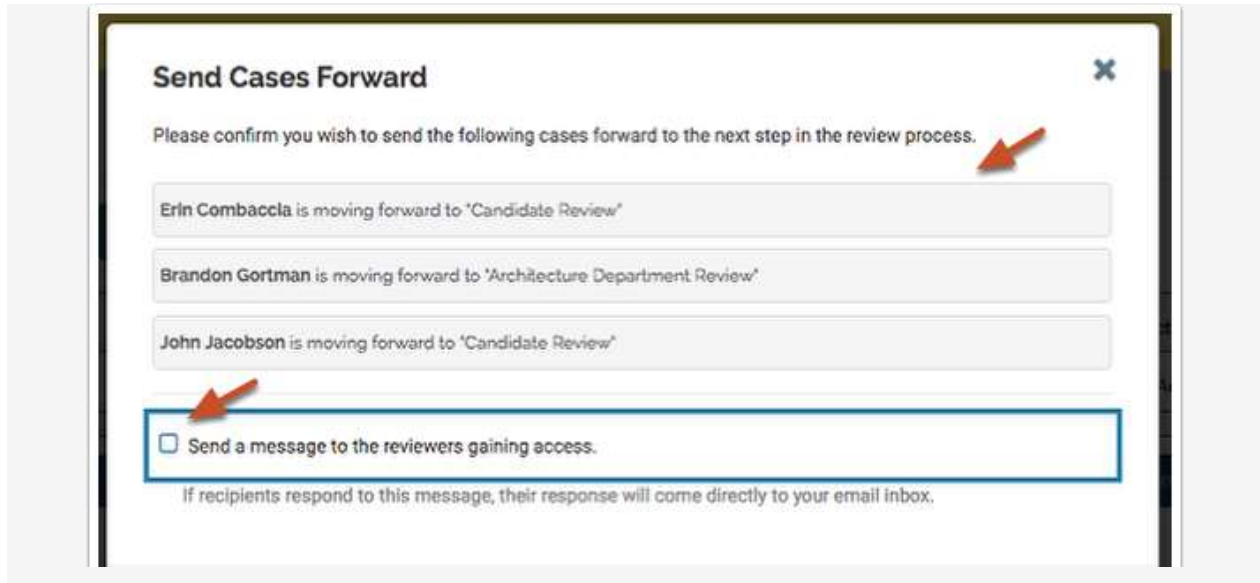 Send Cases Forward
Please confirm you wish to send the following cases forward to the next step in the review process.
Erin Combaccia is moving forward to "Candidate Review"
Brandon Gortman is moving forward to "Architecture Department Review"
John Jacobson is moving forward to "Candidate Review"
Send a message to the reviewers gaining access.
If recipients respond to this message, their response will come directly to your email inbox.